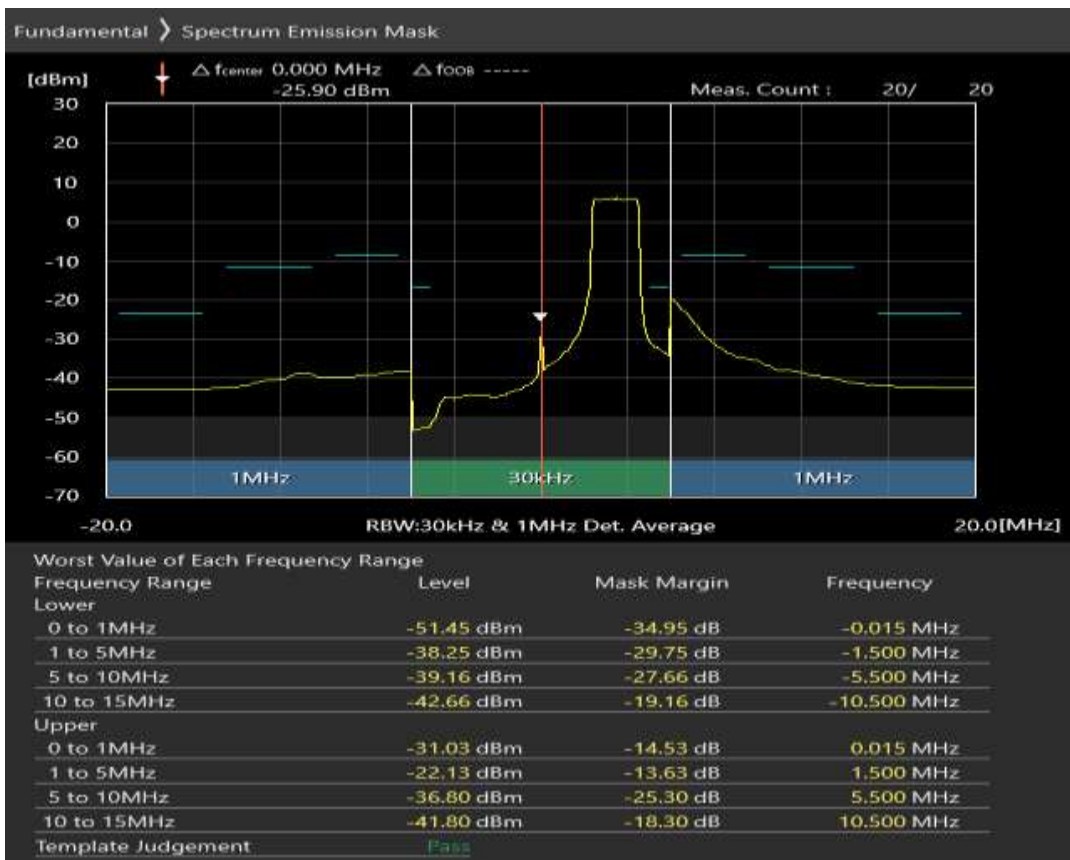 Fundamental ❯ Spectrum Emission Mask
[dBm] △ fcenter 0.000 MHz △ fOOB -----
-25.90 dBm Meas. Count : 20/ 20
30
20
10
0
-10
-20
-30
-40
-50
-60
-70
1MHz 30kHz 1MHz
-20.0 RBW:30kHz & 1MHz Det. Average 20.0[MHz]
Worst Value of Each Frequency Range
Frequency Range Level Mask Margin Frequency
Lower
0 to 1MHz -51.45 dBm -34.95 dB -0.015 MHz
1 to 5MHz -38.25 dBm -29.75 dB -1.500 MHz
5 to 10MHz -39.16 dBm -27.66 dB -5.500 MHz
10 to 15MHz -42.66 dBm -19.16 dB -10.500 MHz
Upper
0 to 1MHz -31.03 dBm -14.53 dB 0.015 MHz
1 to 5MHz -22.13 dBm -13.63 dB 1.500 MHz
5 to 10MHz -36.80 dBm -25.30 dB 5.500 MHz
10 to 15MHz -41.80 dBm -18.30 dB 10.500 MHz
Template Judgement Pass